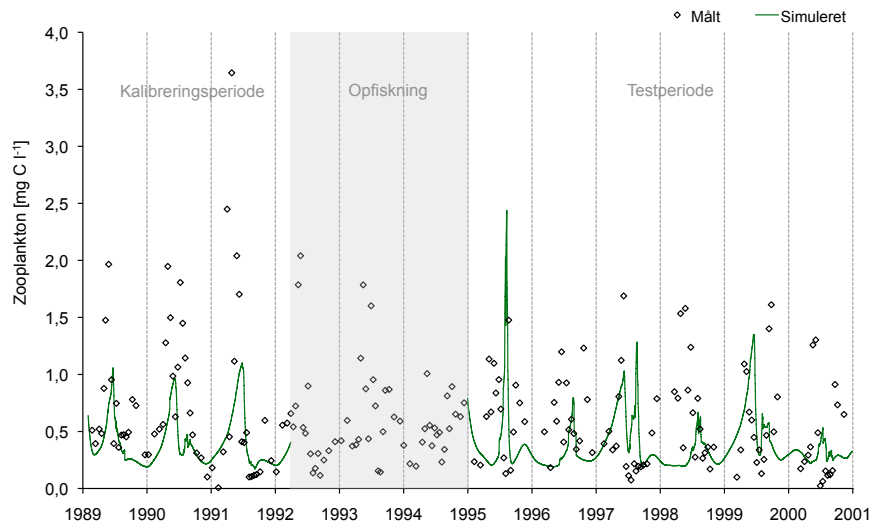 Målt Simuleret
4,0
3,5
3,0
2,5
2,0
1,5
1,0
0,5
0,0
Zooplankton [mg C l-1]
Kalibreringsperiode Opfiskning Testperiode
1989 1990 1991 1992 1993 1994 1995 1996 1997 1998 1999 2000 2001